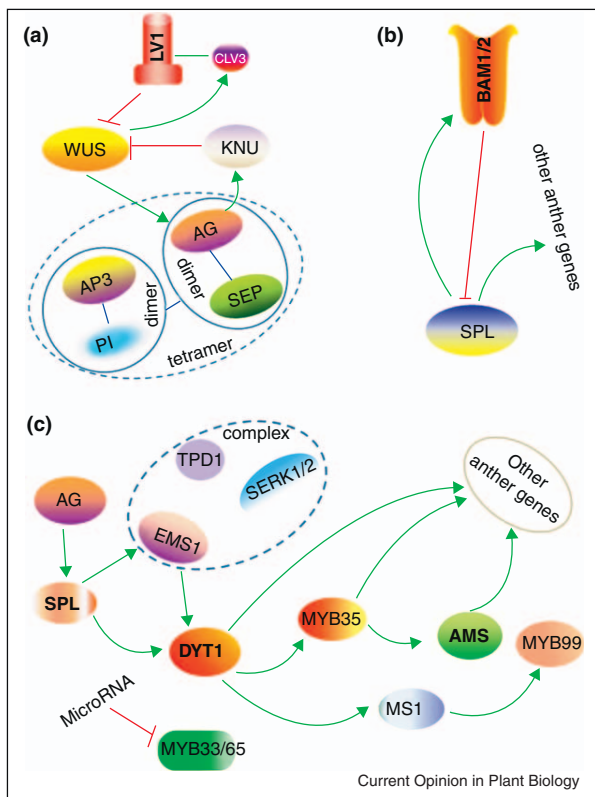 (a)
LV1
CLV3
WUS
KNU
AG
dimer
SEP
AP3
PI
dimer
tetramer
(b)
BAM1/2
other anther genes
SPL
(c)
complex
TPD1
SERK1/2
EMS1
AG
SPL
DYT1
MYB35
AMS
MYB99
MS1
Other
anther genes
MicroRNA
MYB33/65
Current Opinion in Plant Biology